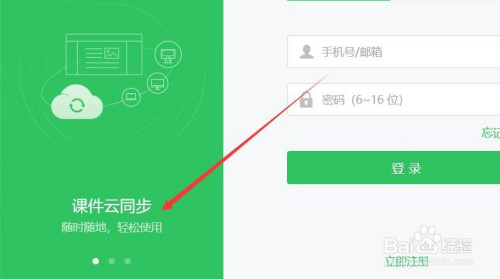 课件云同步
随时随地，轻松使用
手机号/邮箱
密码（6~16 位）
忘记
登 录
立即注册
Baidu 经验